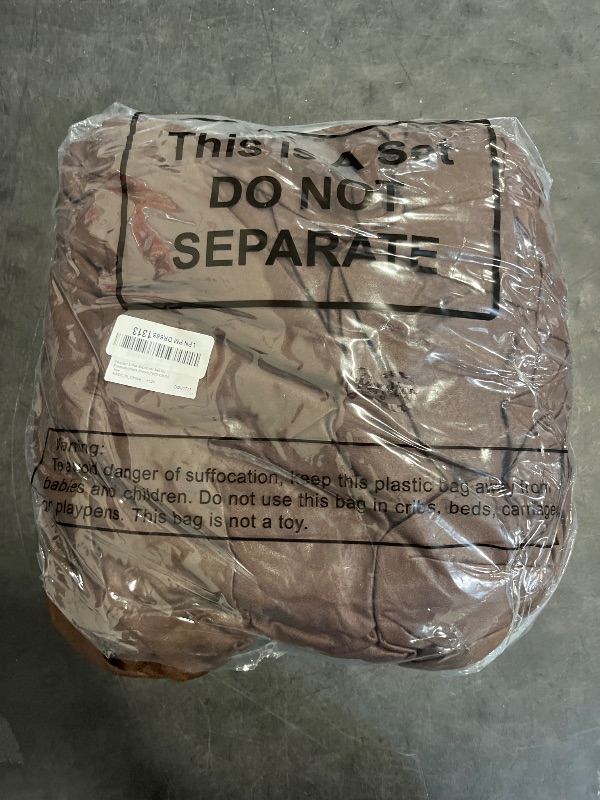 This is A Set
DO NOT
SEPARATE
Warning:
To avoid danger of suffocation, keep this plastic bag away from
babies and children. Do not use this bag in cribs, beds, carriages
or playpens. This bag is not a toy.